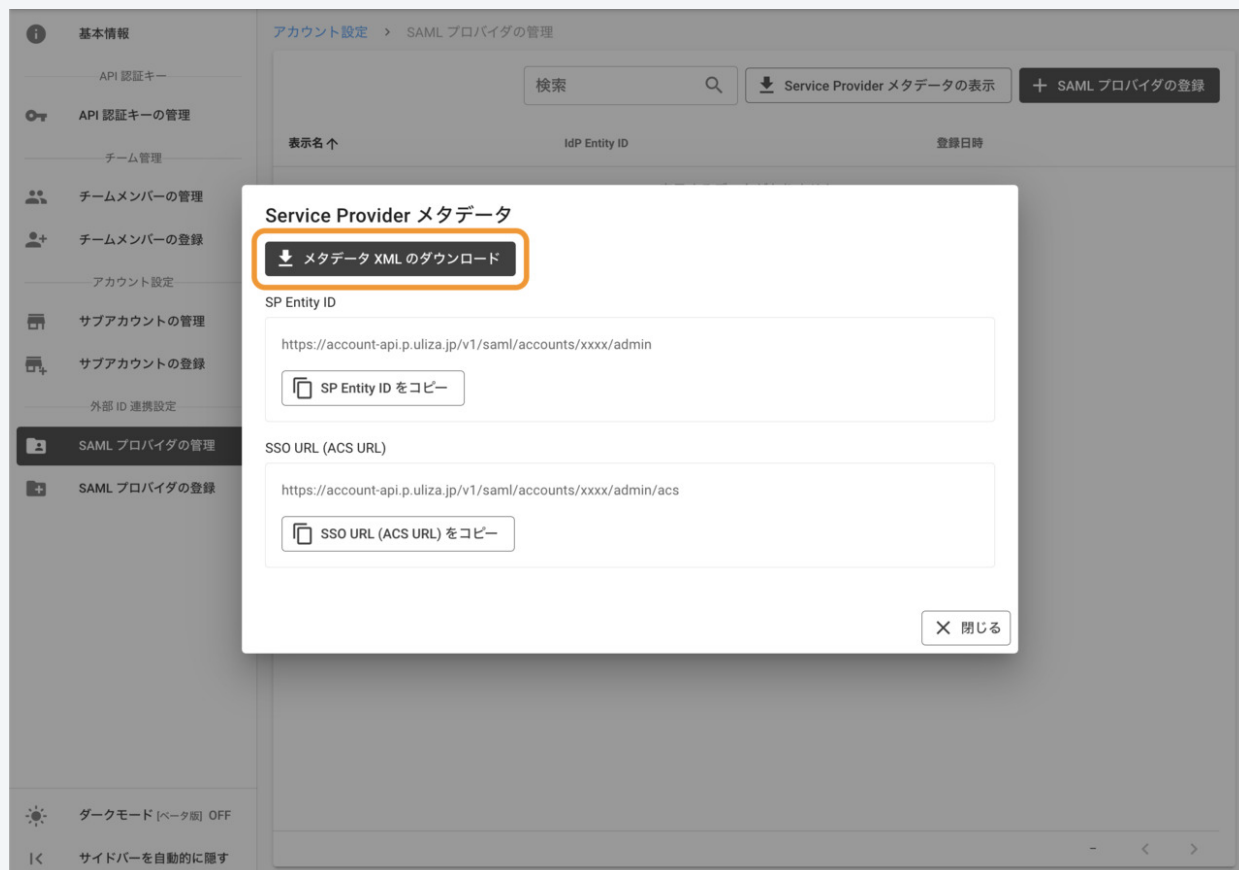 基本情報
API 認証キー
API 認証キーの管理
チーム管理
チームメンバーの管理
チームメンバーの登録
アカウント設定
サブアカウントの管理
サブアカウントの登録
外部 ID 連携設定
SAML プロバイダの管理
SAML プロバイダの登録
ダークモード [ベータ版] OFF
サイドバーを自動的に隠す
アカウント設定 > SAML プロバイダの管理
検索
Service Provider メタデータの表示
SAML プロバイダの登録
表示名 IdP Entity ID 登録日時
Service Provider メタデータ
メタデータ XML のダウンロード
SP Entity ID
https://account-api.p.uliza.jp/v1/saml/accounts/xxxx/admin
SP Entity ID をコピー
SSO URL (ACS URL)
https://account-api.p.uliza.jp/v1/saml/accounts/xxxx/admin/acs
SSO URL (ACS URL) をコピー
閉じる
–